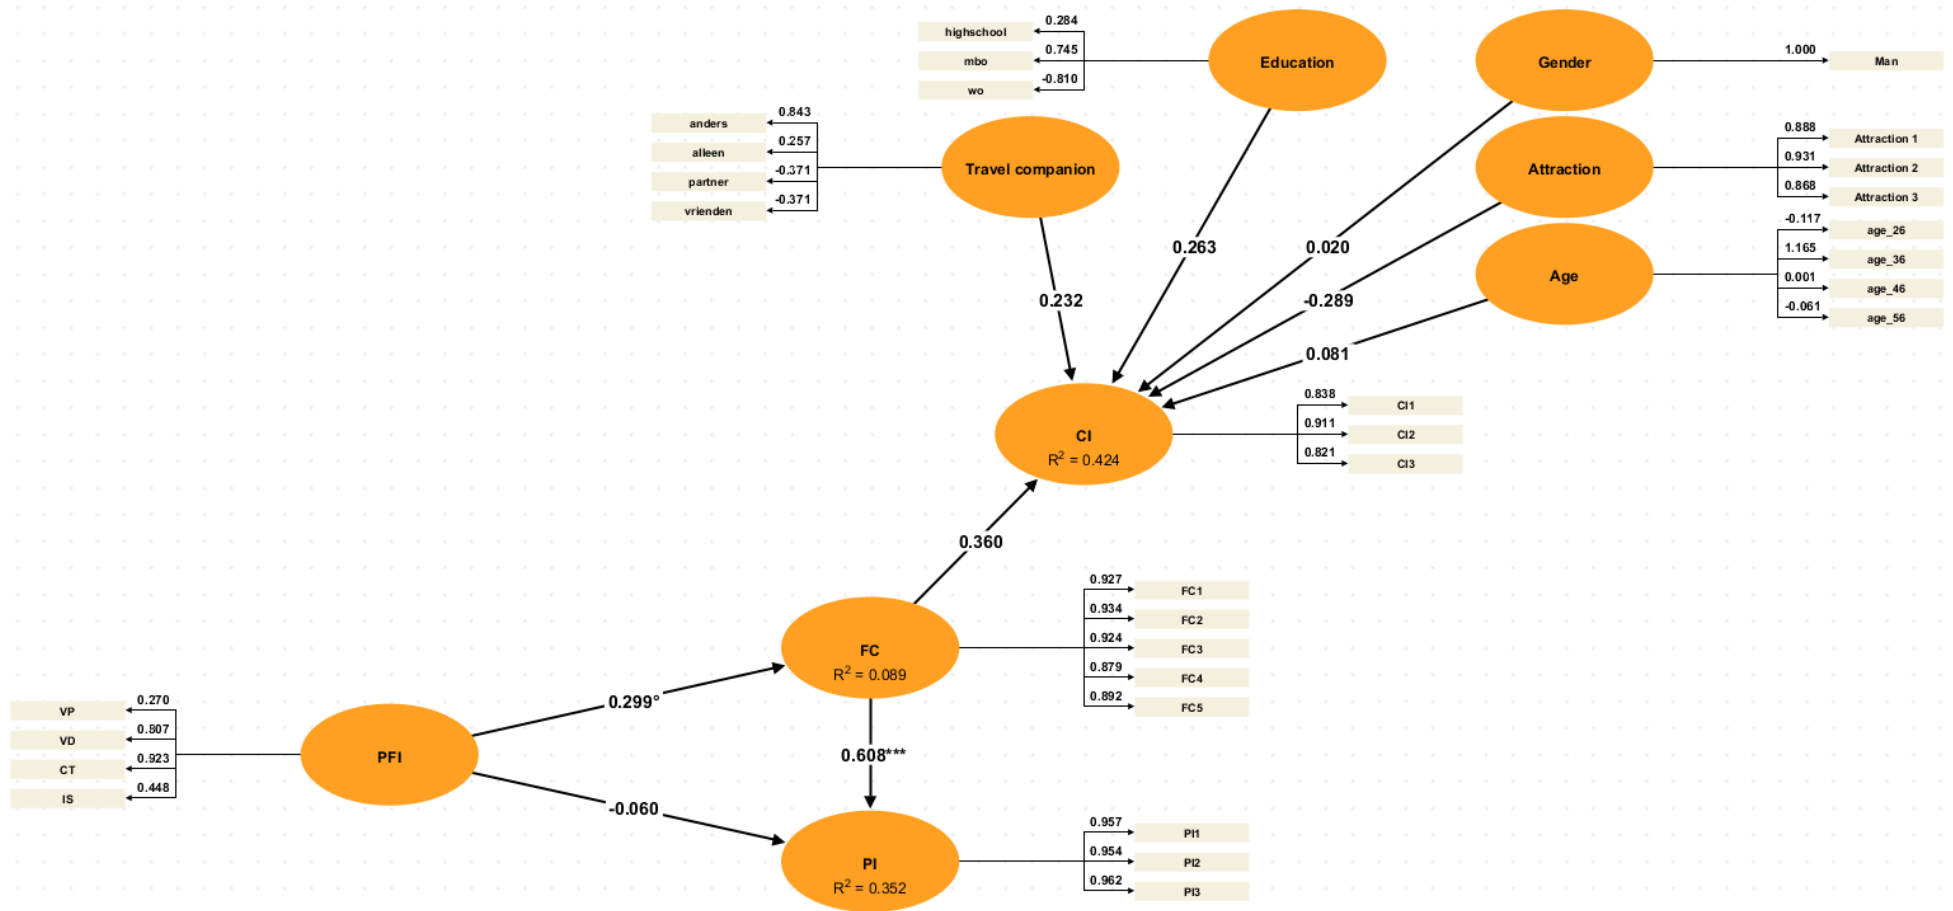 highschool
0.284
mbo
0.745
wo
-0.810
Education
Gender
1.000
Man
anders
0.843
alleen
0.257
partner
-0.371
vrienden
-0.371
Travel companion
Attraction
0.888
Attraction 1
0.931
Attraction 2
0.868
Attraction 3
Age
-0.117
age_26
1.165
age_36
0.001
age_46
-0.061
age_56
0.232
0.263
0.020
-0.289
0.081
CI
R² = 0.424
0.838
CI1
0.911
CI2
0.821
CI3
0.360
FC
R² = 0.089
0.927
FC1
0.934
FC2
0.924
FC3
0.879
FC4
0.892
FC5
0.299°
0.608***
-0.060
VP
0.270
VD
0.807
CT
0.923
IS
0.448
PFI
PI
R² = 0.352
0.957
PI1
0.954
PI2
0.962
PI3